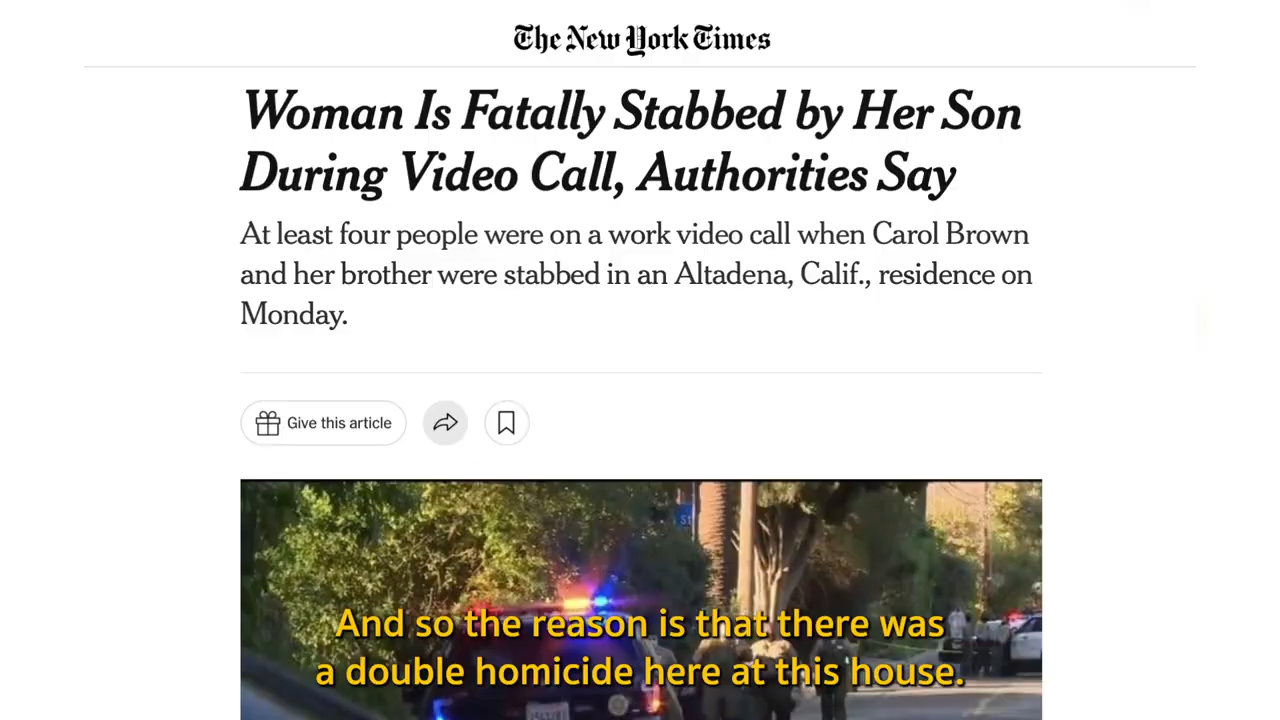 The New York Times
Woman Is Fatally Stabbed by Her Son
During Video Call, Authorities Say
At least four people were on a work video call when Carol Brown
and her brother were stabbed in an Altadena, Calif., residence on
Monday.
Give this article
And so the reason is that there was
a double homicide here at this house.